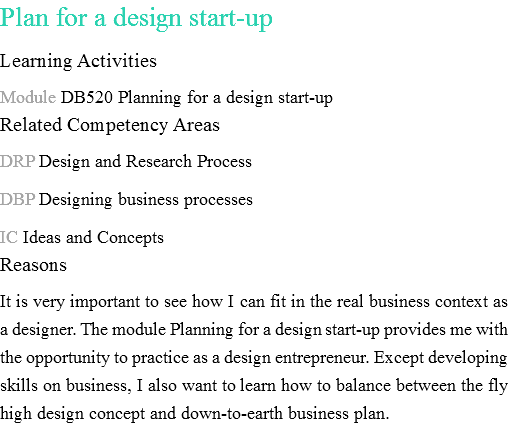 Plan for a design start-up
Learning Activities
Module DB520 Planning for a design start-up
Related Competency Areas
DRP Design and Research Process
DBP Designing business processes
IC Ideas and Concepts
Reasons
It is very important to see how I can fit in the real business context as
a designer. The module Planning for a design start-up provides me with
the opportunity to practice as a design entrepreneur. Except developing
skills on business, I also want to learn how to balance between the fly
high design concept and down-to-earth business plan.